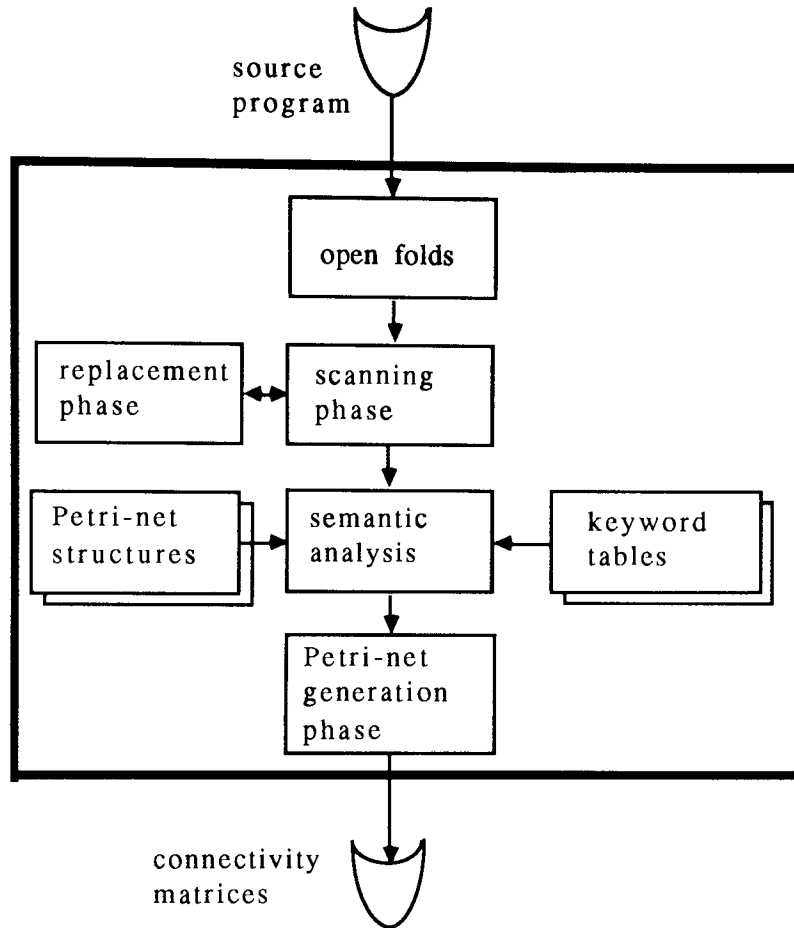 source
program
open folds
replacement
phase
scanning
phase
Petri-net
structures
semantic
analysis
keyword
tables
Petri-net
generation
phase
connectivity
matrices